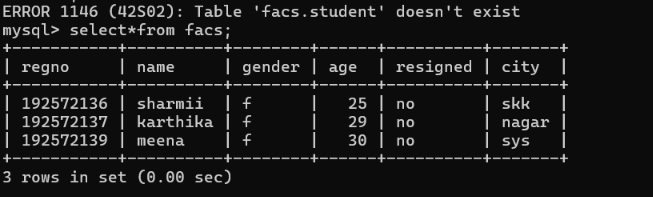 ERROR 1146 (42S02): Table 'facs.student' doesn't exist
mysql> select*from facs;
+-----------+----------+--------+------+----------+-------+
| regno     | name     | gender | age  | resigned | city  |
+-----------+----------+--------+------+----------+-------+
| 192572136 | sharmii  | f      |   25 | no       | skk   |
| 192572137 | karthika | f      |   29 | no       | nagar |
| 192572139 | meena    | f      |   30 | no       | sys   |
+-----------+----------+--------+------+----------+-------+
3 rows in set (0.00 sec)